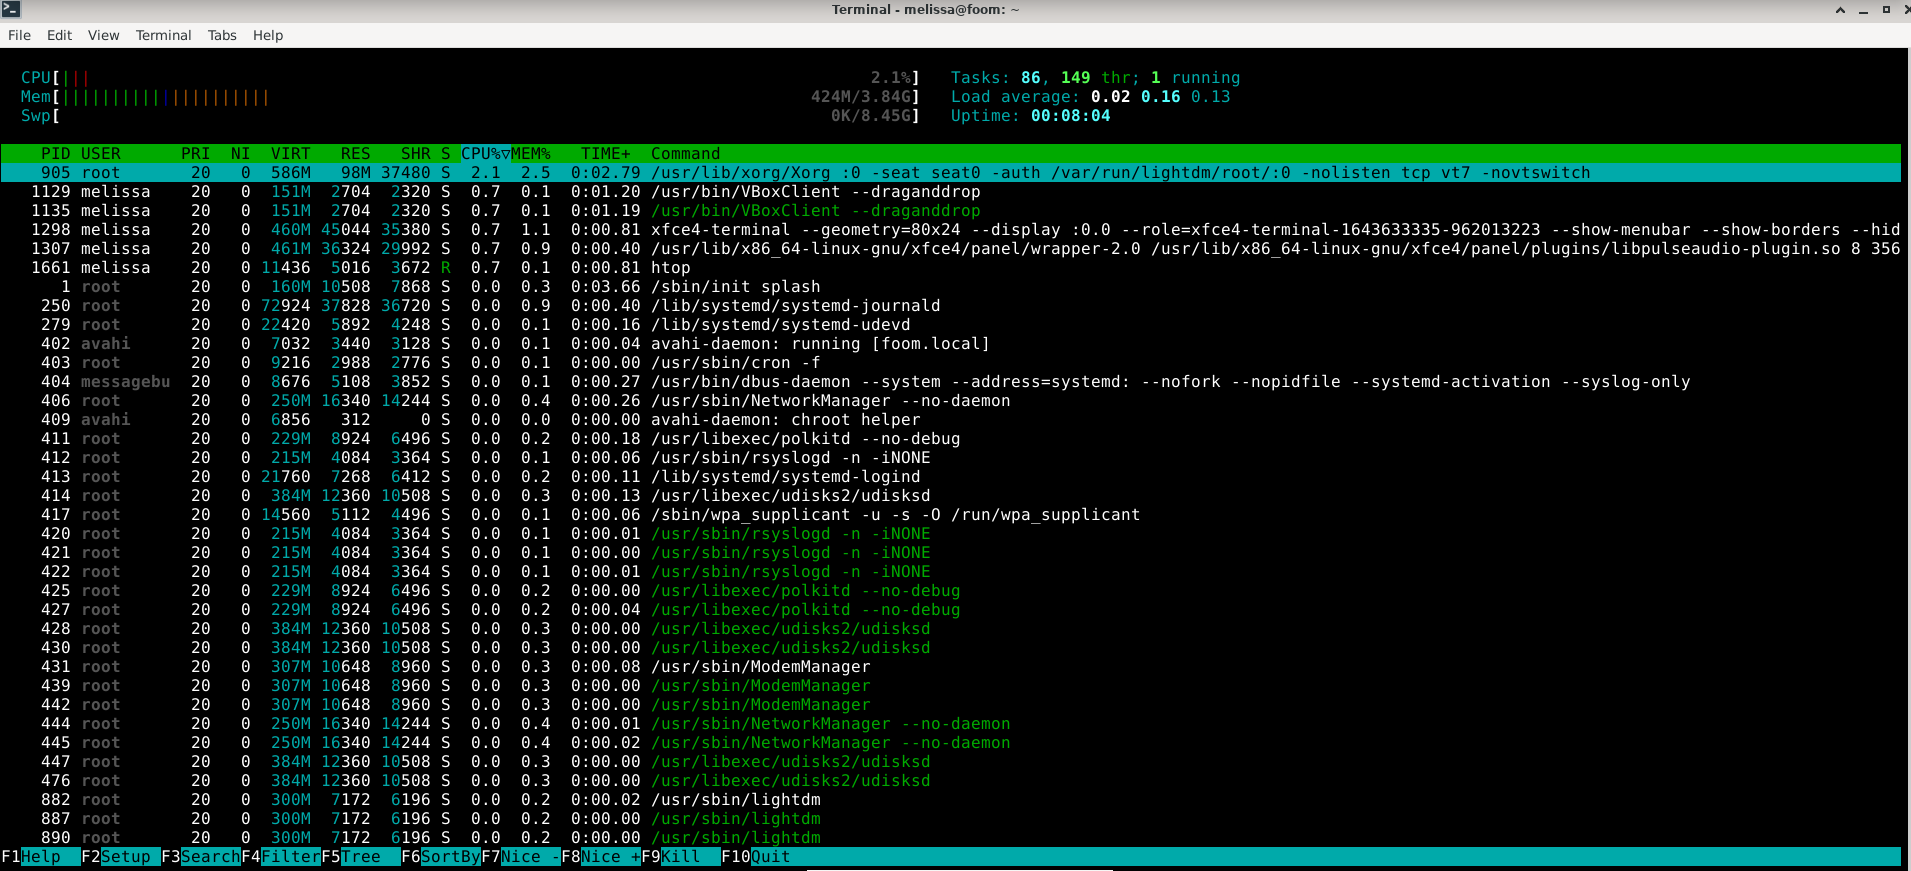 Terminal - melissa@foom: ~
File Edit View Terminal Tabs Help
CPU[||| 2.1%] Tasks: 86, 149 thr; 1 running
Mem[||||||||||||||||||||| 424M/3.84G] Load average: 0.02 0.16 0.13
Swp[ 0K/8.45G] Uptime: 00:08:04
PID USER PRI NI VIRT RES SHR S CPU%▽MEM% TIME+ Command
905 root 20 0 586M 98M 37480 S 2.1 2.5 0:02.79 /usr/lib/xorg/Xorg :0 -seat seat0 -auth /var/run/lightdm/root/:0 -nolisten tcp vt7 -novtswitch
1129 melissa 20 0 151M 2704 2320 S 0.7 0.1 0:01.20 /usr/bin/VBoxClient --draganddrop
1135 melissa 20 0 151M 2704 2320 S 0.7 0.1 0:01.19 /usr/bin/VBoxClient --draganddrop
1298 melissa 20 0 460M 45044 35380 S 0.7 1.1 0:00.81 xfce4-terminal --geometry=80x24 --display :0.0 --role=xfce4-terminal-1643633335-962013223 --show-menubar --show-borders --hid
1307 melissa 20 0 461M 36324 29992 S 0.7 0.9 0:00.40 /usr/lib/x86_64-linux-gnu/xfce4/panel/wrapper-2.0 /usr/lib/x86_64-linux-gnu/xfce4/panel/plugins/libpulseaudio-plugin.so 8 356
1661 melissa 20 0 11436 5016 3672 R 0.7 0.1 0:00.81 htop
1 root 20 0 160M 10508 7868 S 0.0 0.3 0:03.66 /sbin/init splash
250 root 20 0 72924 37828 36720 S 0.0 0.9 0:00.40 /lib/systemd/systemd-journald
279 root 20 0 22420 5892 4248 S 0.0 0.1 0:00.16 /lib/systemd/systemd-udevd
402 avahi 20 0 7032 3440 3128 S 0.0 0.1 0:00.04 avahi-daemon: running [foom.local]
403 root 20 0 9216 2988 2776 S 0.0 0.1 0:00.00 /usr/sbin/cron -f
404 messagebu 20 0 8676 5108 3852 S 0.0 0.1 0:00.27 /usr/bin/dbus-daemon --system --address=systemd: --nofork --nopidfile --systemd-activation --syslog-only
406 root 20 0 250M 16340 14244 S 0.0 0.4 0:00.26 /usr/sbin/NetworkManager --no-daemon
409 avahi 20 0 6856 312 0 S 0.0 0.0 0:00.00 avahi-daemon: chroot helper
411 root 20 0 229M 8924 6496 S 0.0 0.2 0:00.18 /usr/libexec/polkitd --no-debug
412 root 20 0 215M 4084 3364 S 0.0 0.1 0:00.06 /usr/sbin/rsyslogd -n -iNONE
413 root 20 0 21760 7268 6412 S 0.0 0.2 0:00.11 /lib/systemd/systemd-logind
414 root 20 0 384M 12360 10508 S 0.0 0.3 0:00.13 /usr/libexec/udisks2/udisksd
417 root 20 0 14560 5112 4496 S 0.0 0.1 0:00.06 /sbin/wpa_supplicant -u -s -O /run/wpa_supplicant
420 root 20 0 215M 4084 3364 S 0.0 0.1 0:00.01 /usr/sbin/rsyslogd -n -iNONE
421 root 20 0 215M 4084 3364 S 0.0 0.1 0:00.00 /usr/sbin/rsyslogd -n -iNONE
422 root 20 0 215M 4084 3364 S 0.0 0.1 0:00.01 /usr/sbin/rsyslogd -n -iNONE
425 root 20 0 229M 8924 6496 S 0.0 0.2 0:00.00 /usr/libexec/polkitd --no-debug
427 root 20 0 229M 8924 6496 S 0.0 0.2 0:00.04 /usr/libexec/polkitd --no-debug
428 root 20 0 384M 12360 10508 S 0.0 0.3 0:00.00 /usr/libexec/udisks2/udisksd
430 root 20 0 384M 12360 10508 S 0.0 0.3 0:00.00 /usr/libexec/udisks2/udisksd
431 root 20 0 307M 10648 8960 S 0.0 0.3 0:00.08 /usr/sbin/ModemManager
439 root 20 0 307M 10648 8960 S 0.0 0.3 0:00.00 /usr/sbin/ModemManager
442 root 20 0 307M 10648 8960 S 0.0 0.3 0:00.00 /usr/sbin/ModemManager
444 root 20 0 250M 16340 14244 S 0.0 0.4 0:00.01 /usr/sbin/NetworkManager --no-daemon
445 root 20 0 250M 16340 14244 S 0.0 0.4 0:00.02 /usr/sbin/NetworkManager --no-daemon
447 root 20 0 384M 12360 10508 S 0.0 0.3 0:00.00 /usr/libexec/udisks2/udisksd
476 root 20 0 384M 12360 10508 S 0.0 0.3 0:00.00 /usr/libexec/udisks2/udisksd
882 root 20 0 300M 7172 6196 S 0.0 0.2 0:00.02 /usr/sbin/lightdm
887 root 20 0 300M 7172 6196 S 0.0 0.2 0:00.00 /usr/sbin/lightdm
890 root 20 0 300M 7172 6196 S 0.0 0.2 0:00.00 /usr/sbin/lightdm
F1Help F2Setup F3SearchF4FilterF5Tree F6SortByF7Nice -F8Nice +F9Kill F10Quit